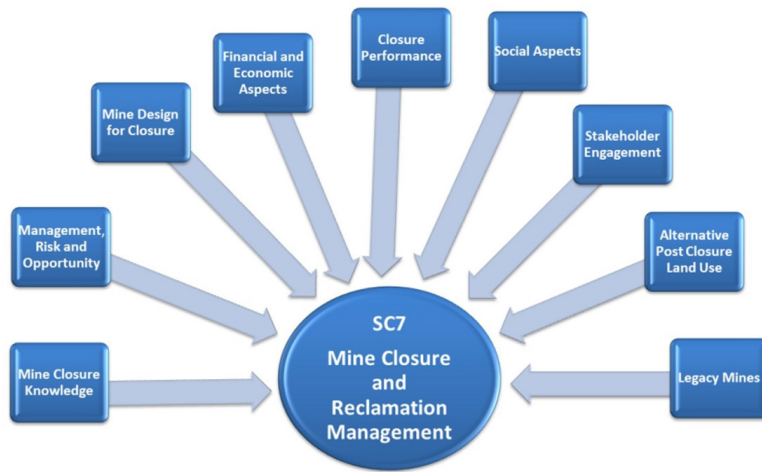 Closure
Performance
Social Aspects
Financial and
Economic
Aspects
Mine Design
for Closure
Stakeholder
Engagement
Management,
Risk and
Opportunity
Alternative
Post Closure
Land Use
Mine Closure
Knowledge
Legacy Mines
SC7
Mine Closure
and
Reclamation
Management